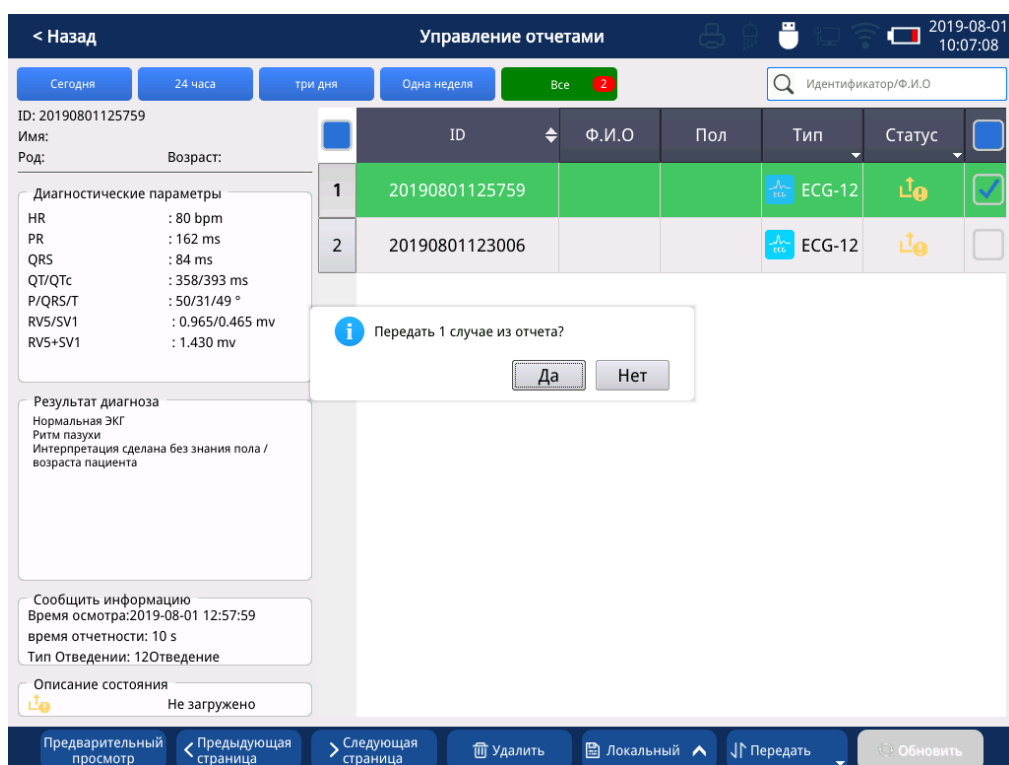 < Назад
Управление отчетами
2019-08-01
10:07:08
Сегодня
24 часа
три дня
Одна неделя
Все 2
Идентификатор/Ф.И.О
ID: 20190801125759
Имя:
Род: Возраст:
Диагностические параметры
HR : 80 bpm
PR : 162 ms
QRS : 84 ms
QT/QTc : 358/393 ms
P/QRS/T : 50/31/49 °
RV5/SV1 : 0.965/0.465 mv
RV5+SV1 : 1.430 mv
Результат диагноза
Нормальная ЭКГ
Ритм пазухи
Интерпретация сделана без знания пола /
возраста пациента
Сообщить информацию
Время осмотра:2019-08-01 12:57:59
время отчетности: 10 s
Тип Отведении: 12Отведение
Описание состояния
Не загружено
ID Ф.И.О Пол Тип Статус
1 20190801125759 ECG ECG-12
2 20190801123006 ECG ECG-12
Передать 1 случае из отчета?
Да
Нет
Предварительный
просмотр
Предыдующая
страница
Следующая
страница
Удалить
Локальный
Передать
Обновить